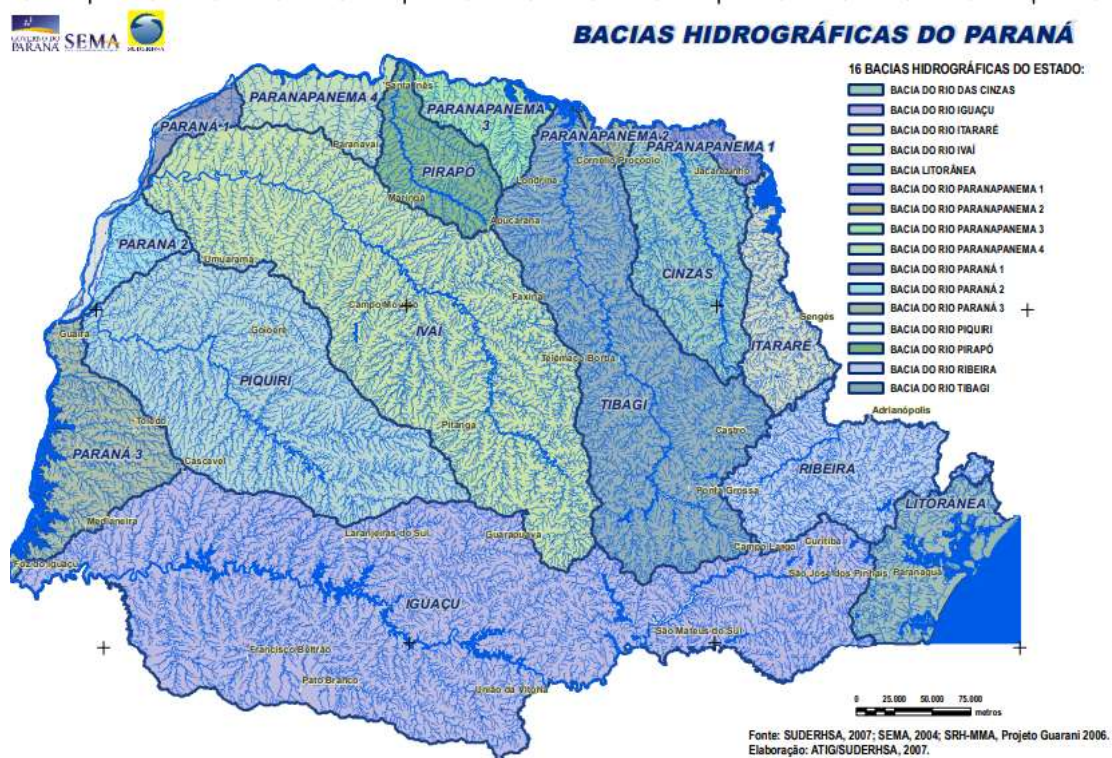 GOVERNO DO
PARANÁ
SEMA
SUDERHSA
BACIAS HIDROGRÁFICAS DO PARANÁ
16 BACIAS HIDROGRÁFICAS DO ESTADO:
BACIA DO RIO DAS CINZAS
BACIA DO RIO IGUAÇU
BACIA DO RIO ITARARÉ
BACIA DO RIO IVAÍ
BACIA LITORÂNEA
BACIA DO RIO PARANAPANEMA 1
BACIA DO RIO PARANAPANEMA 2
BACIA DO RIO PARANAPANEMA 3
BACIA DO RIO PARANAPANEMA 4
BACIA DO RIO PARANÁ 1
BACIA DO RIO PARANÁ 2
BACIA DO RIO PARANÁ 3
BACIA DO RIO PIQUIRI
BACIA DO RIO PIRAPÓ
BACIA DO RIO RIBEIRA
BACIA DO RIO TIBAGI
Santa Inês
PARANAPANEMA 4
PARANAPANEMA
3
PARANÁ 1
PARANAPANEMA 2
PARANAPANEMA 1
Paranavaí
Cornélio Procópio
Jacarezinho
PIRAPÓ
Londrina
Maringá
Apucarana
PARANÁ 2
Umuarama
CINZAS
Faxinal
Campo Mourão
Sengés
Guaíra
Goioerê
IVAÍ
ITARARÉ
Telêmaco Borba
PIQUIRI
TIBAGI
Adrianópolis
Toledo
Pitanga
Castro
PARANÁ 3
Cascavel
RIBEIRA
Ponta Grossa
LITORÂNEA
Medianeira
Laranjeiras do Sul
Guarapuava
Campo Largo
Curitiba
Foz do Iguaçu
São José dos Pinhais
Paranaguá
IGUAÇU
São Mateus do Sul
Francisco Beltrão
Pato Branco
União da Vitória
0 25.000 50.000 75.000
metros
Fonte: SUDERHSA, 2007; SEMA, 2004; SRH-MMA, Projeto Guarani 2006.
Elaboração: ATIG/SUDERHSA, 2007.